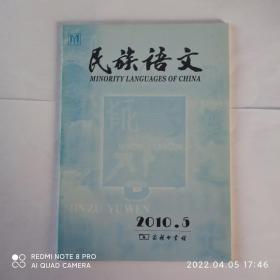 民族语文
MINORITY LANGUAGES OF CHINA
MINZU YUWEN
2010.5
商务印书馆
REDMI NOTE 8 PRO
AI QUAD CAMERA
2022.04.05 17:46